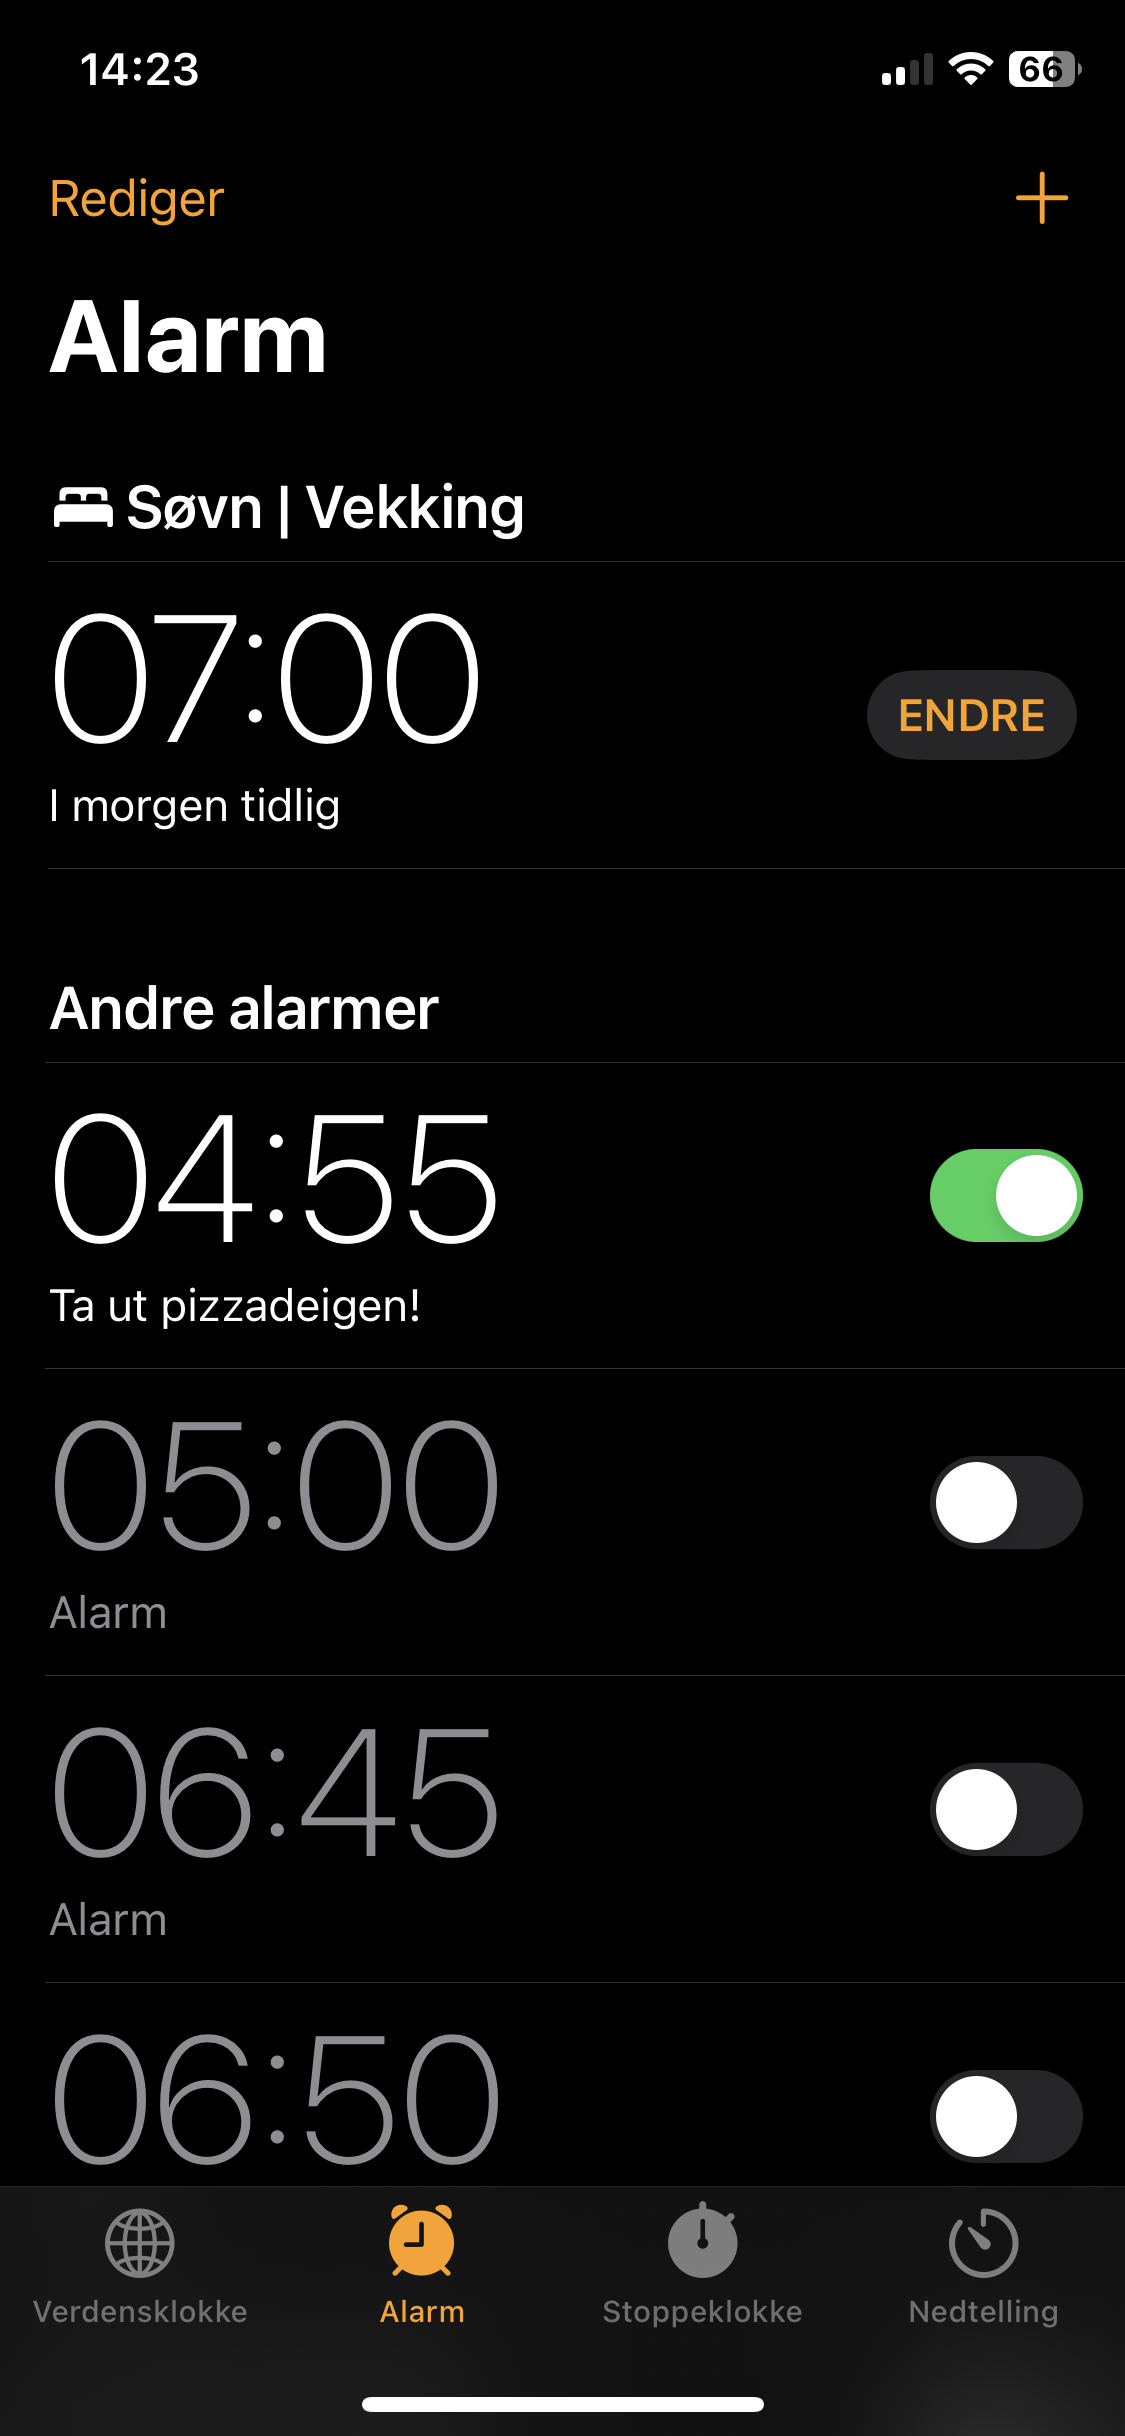 14:23
66
Rediger
Alarm
Søvn | Vekking
07:00
ENDRE
I morgen tidlig
Andre alarmer
04:55
Ta ut pizzadeigen!
05:00
Alarm
06:45
Alarm
06:50
Verdensklokke
Alarm
Stoppeklokke
Nedtelling